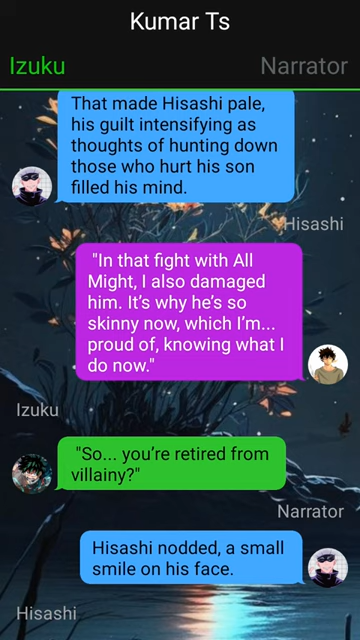 Kumar Ts
Izuku
Narrator
That made Hisashi pale,
his guilt intensifying as
thoughts of hunting down
those who hurt his son
filled his mind.
Hisashi
"In that fight with All
Might, I also damaged
him. It's why he's so
skinny now, which I'm...
proud of, knowing what I
do now."
Izuku
"So... you're retired from
villainy?"
Narrator
Hisashi nodded, a small
smile on his face.
Hisashi